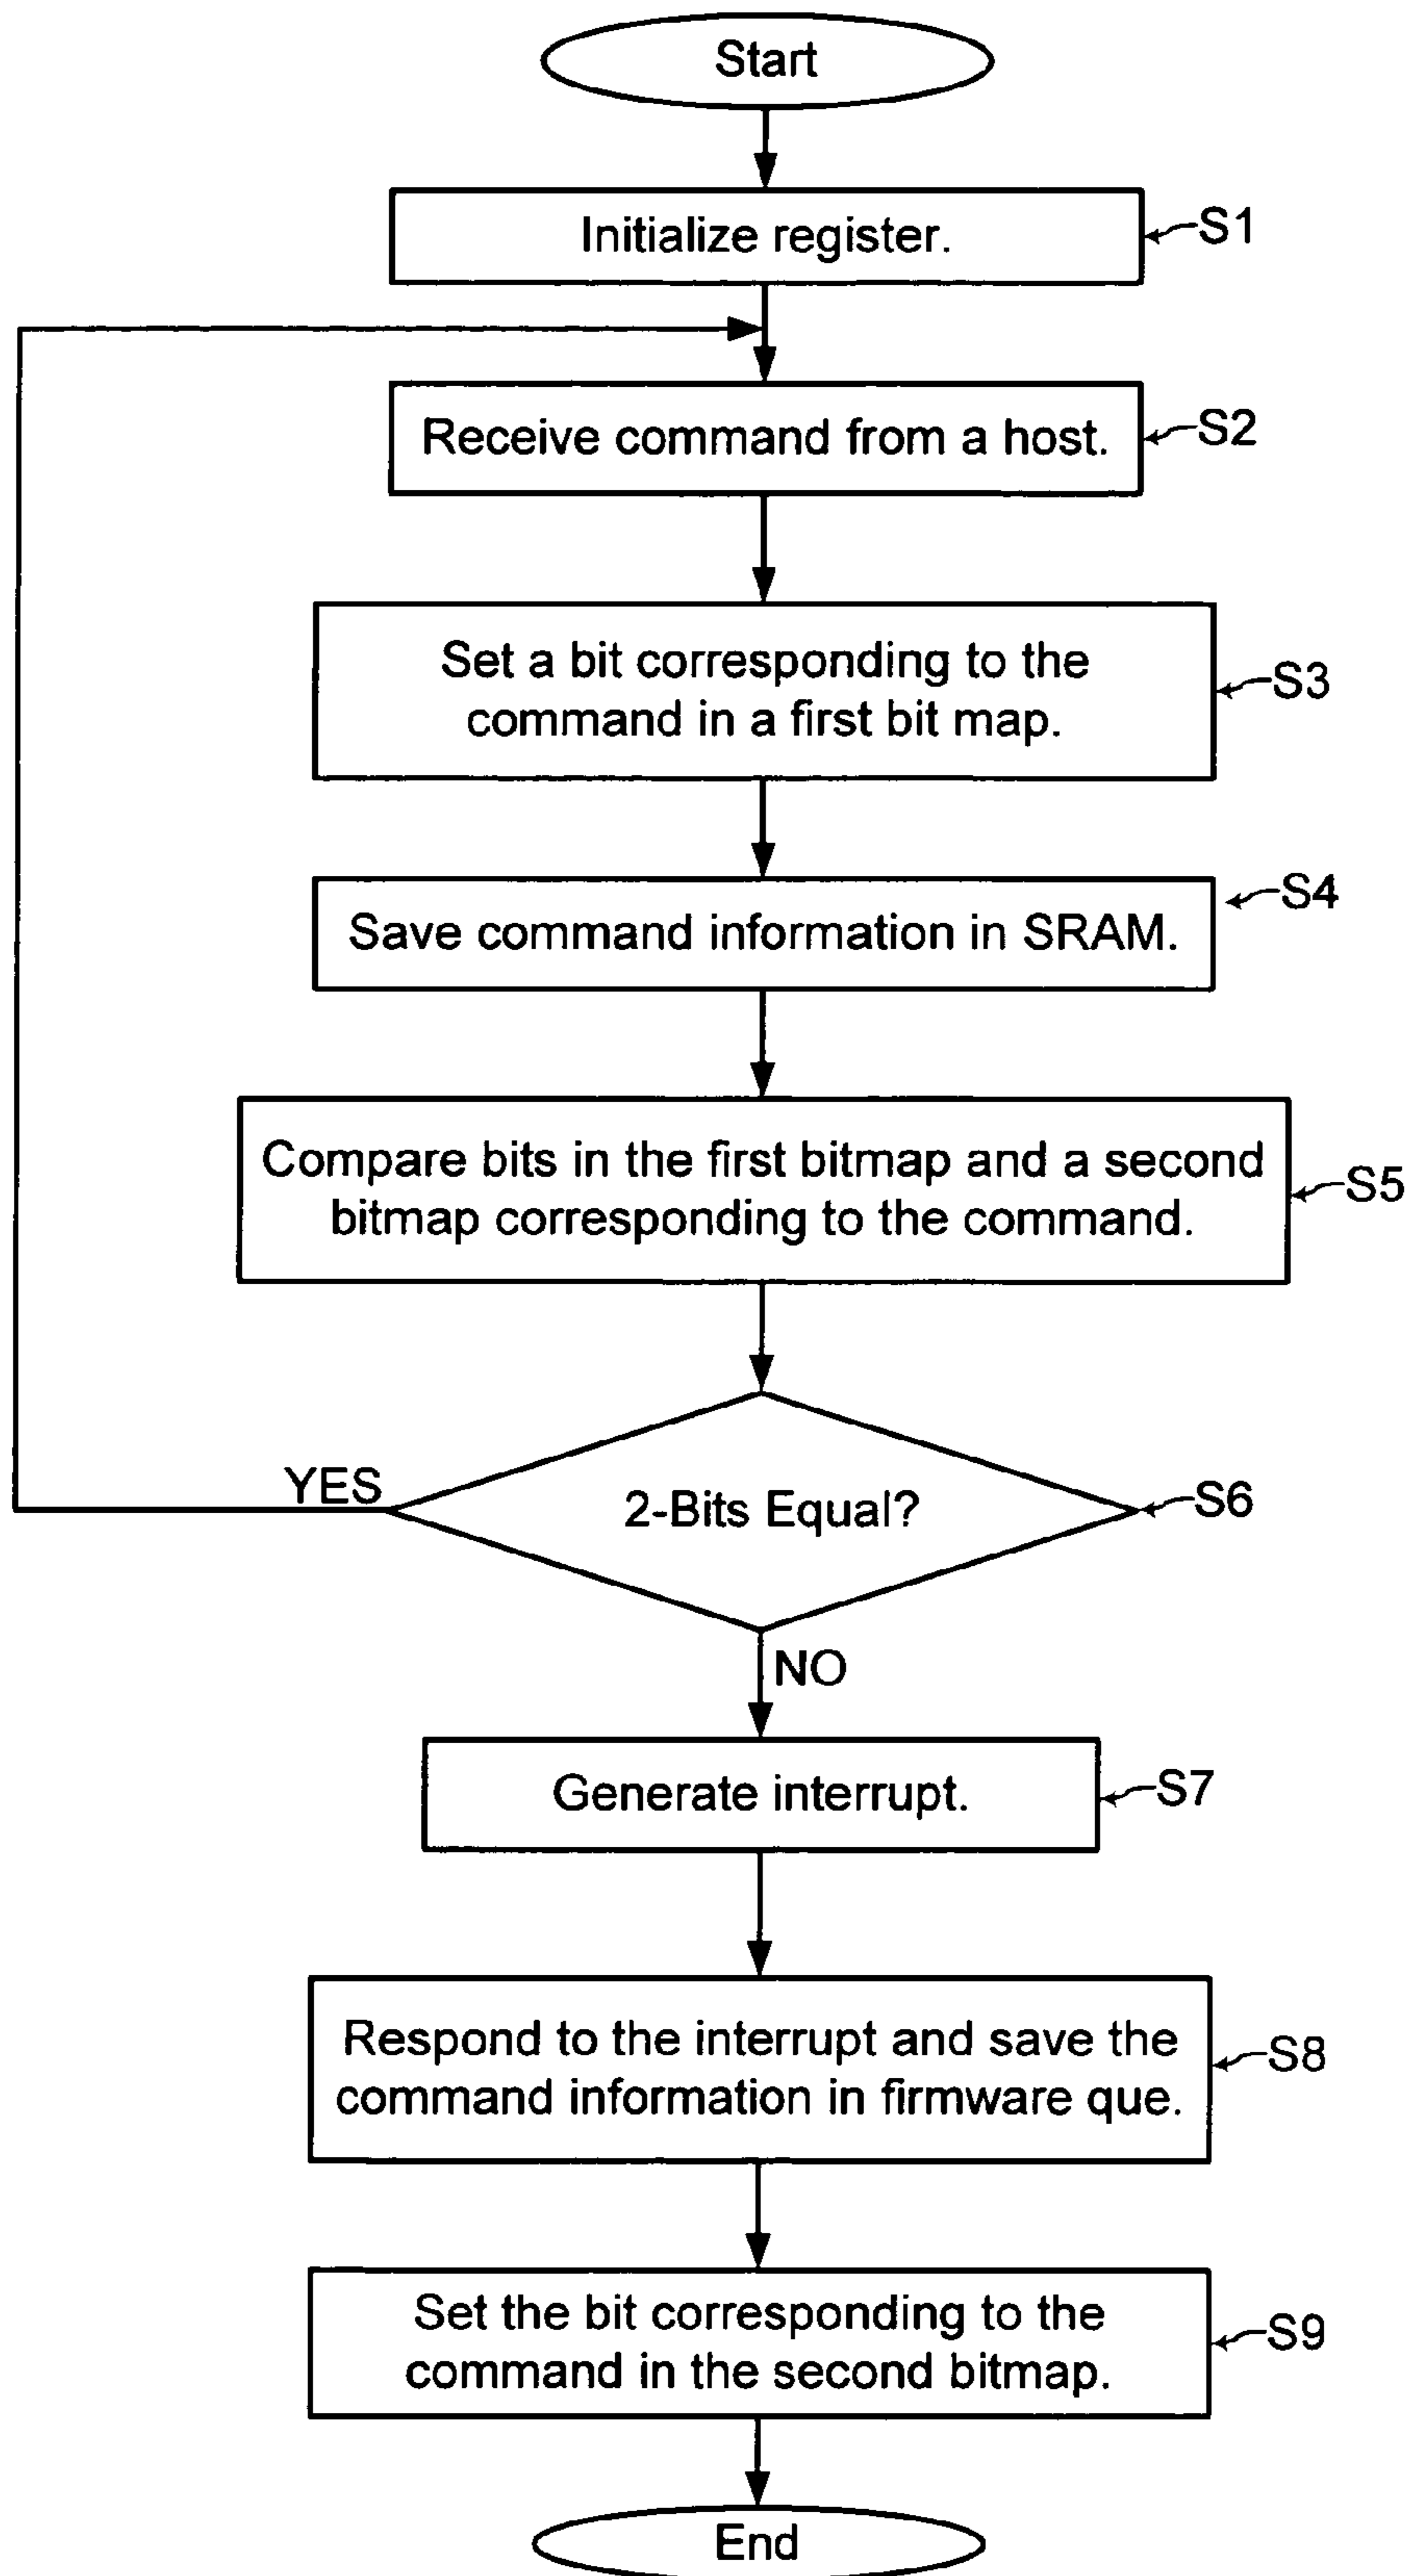 Start
Initialize register.
S1
Receive command from a host.
S2
Set a bit corresponding to the
command in a first bit map.
S3
Save command information in SRAM.
S4
Compare bits in the first bitmap and a second
bitmap corresponding to the command.
S5
YES
2-Bits Equal?
S6
NO
Generate interrupt.
S7
Respond to the interrupt and save the
command information in firmware que.
S8
Set the bit corresponding to the
command in the second bitmap.
S9
End